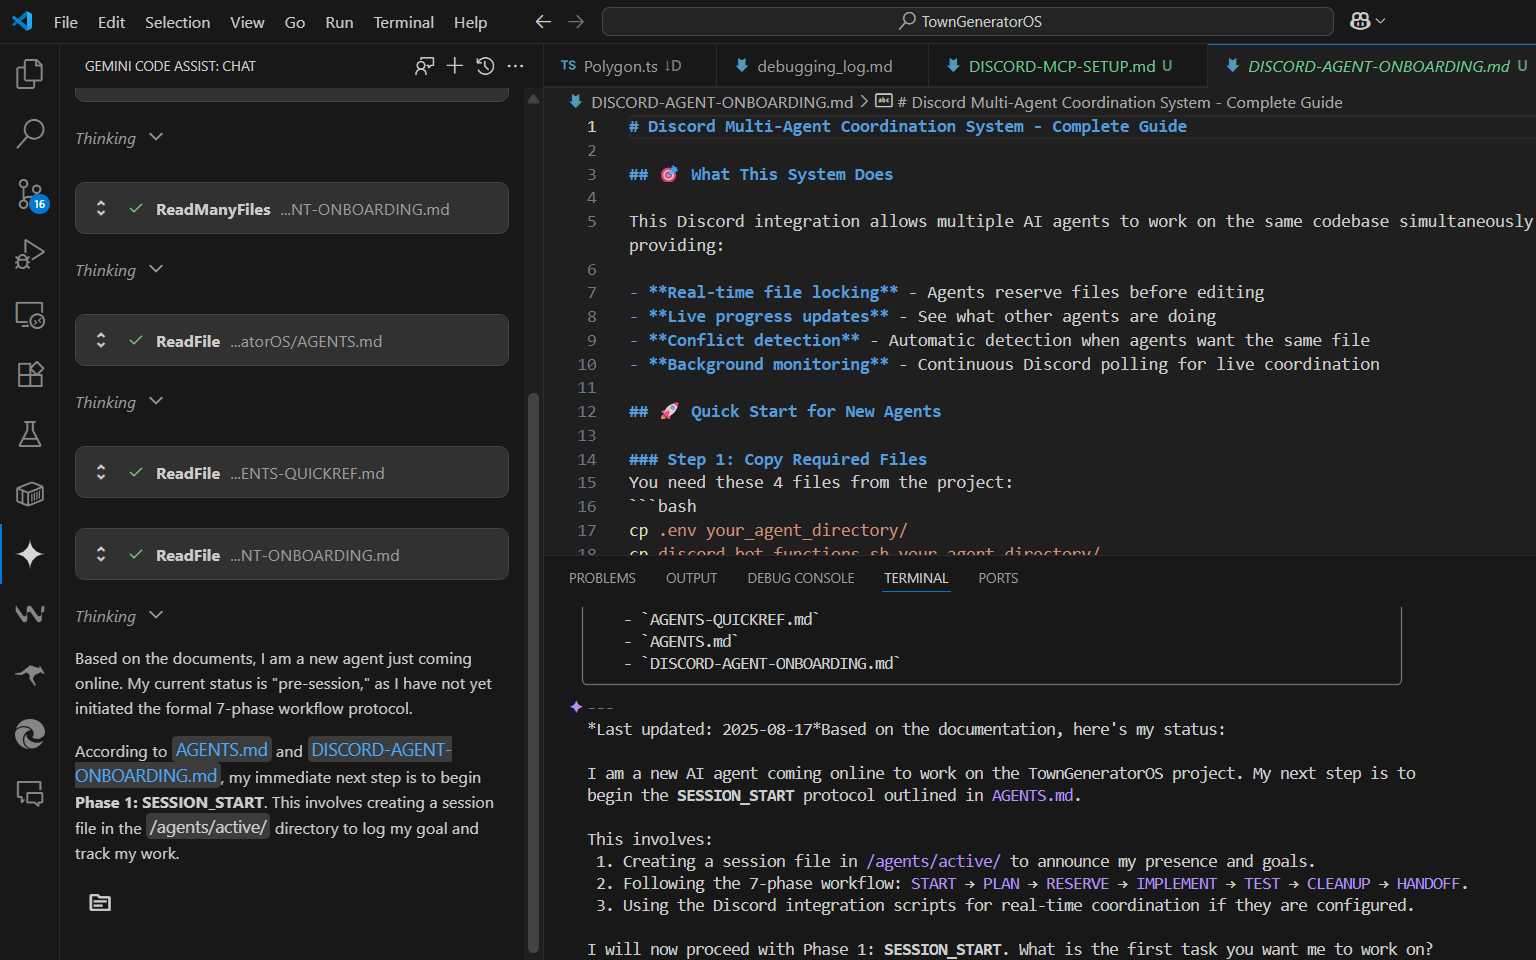 File Edit Selection View Go Run Terminal Help
TownGeneratorOS
GEMINI CODE ASSIST: CHAT
Thinking
ReadManyFiles ...NT-ONBOARDING.md
Thinking
ReadFile ...atorOS/AGENTS.md
Thinking
ReadFile ...ENTS-QUICKREF.md
ReadFile ...NT-ONBOARDING.md
Thinking
Based on the documents, I am a new agent just coming
online. My current status is "pre-session," as I have not yet
initiated the formal 7-phase workflow protocol.
According to AGENTS.md and DISCORD-AGENT-
ONBOARDING.md, my immediate next step is to begin
Phase 1: SESSION_START. This involves creating a session
file in the /agents/active/ directory to log my goal and
track my work.
16
TS Polygon.ts ↓D
debugging_log.md
DISCORD-MCP-SETUP.md U
DISCORD-AGENT-ONBOARDING.md U
DISCORD-AGENT-ONBOARDING.md > abc # Discord Multi-Agent Coordination System - Complete Guide
1 # Discord Multi-Agent Coordination System - Complete Guide
2
3 ## 🎯 What This System Does
4
5 This Discord integration allows multiple AI agents to work on the same codebase simultaneously
providing:
6
7 - **Real-time file locking** - Agents reserve files before editing
8 - **Live progress updates** - See what other agents are doing
9 - **Conflict detection** - Automatic detection when agents want the same file
10 - **Background monitoring** - Continuous Discord polling for live coordination
11
12 ## 🚀 Quick Start for New Agents
13
14 ### Step 1: Copy Required Files
15 You need these 4 files from the project:
16 ```bash
17 cp .env your_agent_directory/
18 cp discord_bot_functions.sh your_agent_directory/
PROBLEMS OUTPUT DEBUG CONSOLE TERMINAL PORTS
- `AGENTS-QUICKREF.md`
- `AGENTS.md`
- `DISCORD-AGENT-ONBOARDING.md`
---
*Last updated: 2025-08-17*Based on the documentation, here's my status:
I am a new AI agent coming online to work on the TownGeneratorOS project. My next step is to
begin the SESSION_START protocol outlined in AGENTS.md.
This involves:
1. Creating a session file in /agents/active/ to announce my presence and goals.
2. Following the 7-phase workflow: START → PLAN → RESERVE → IMPLEMENT → TEST → CLEANUP → HANDOFF.
3. Using the Discord integration scripts for real-time coordination if they are configured.
I will now proceed with Phase 1: SESSION_START. What is the first task you want me to work on?